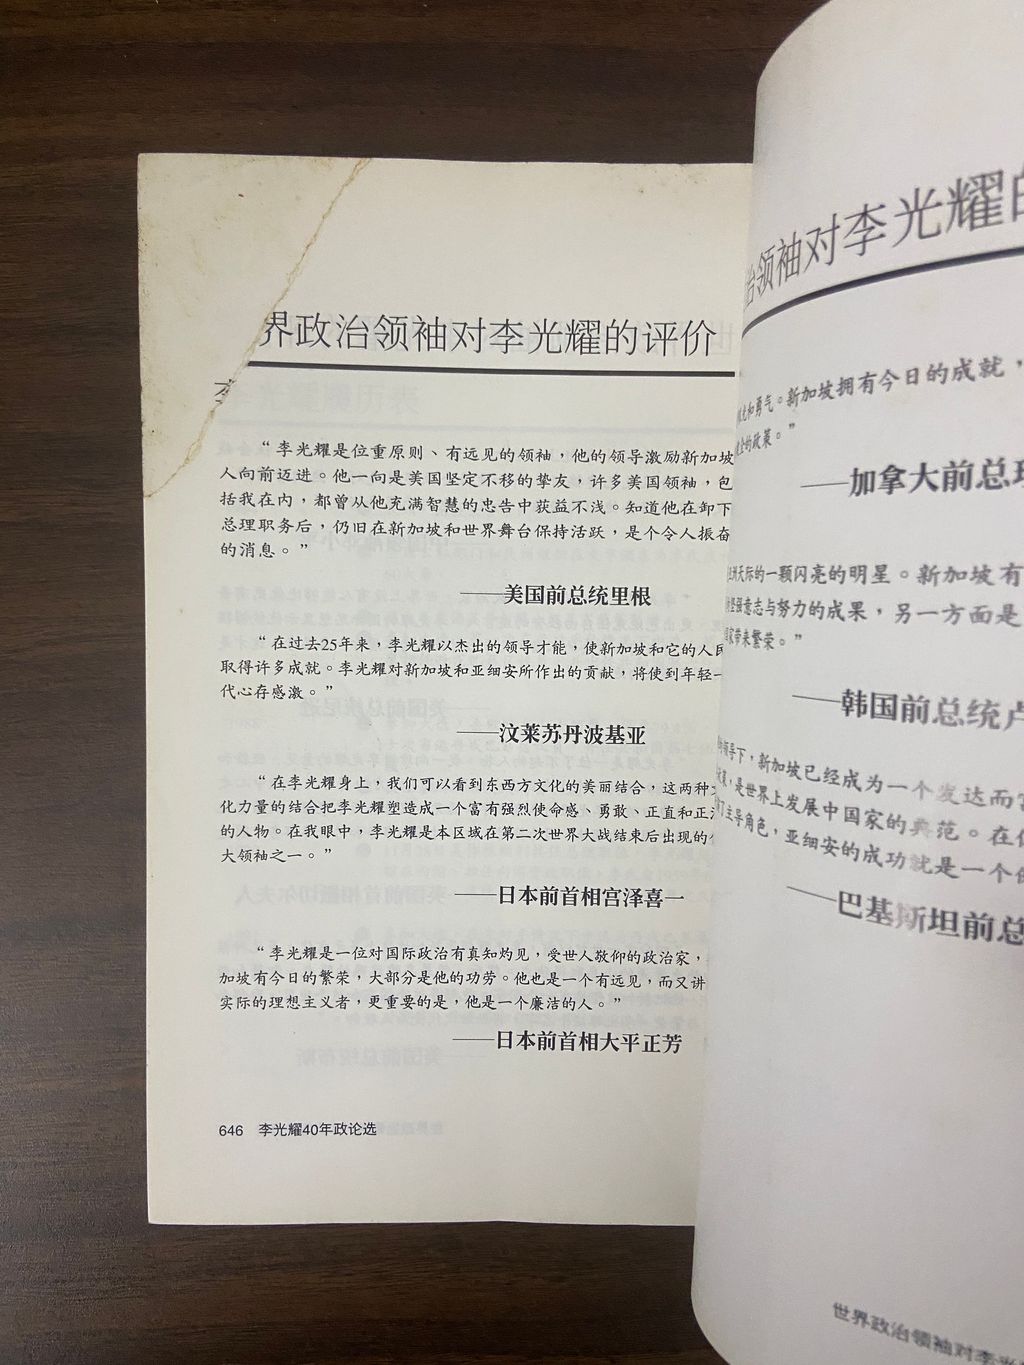 界政治领袖对李光耀的评价
“李光耀是位重原则、有远见的领袖，他的领导激励新加坡
人向前迈进。他一向是美国坚定不移的挚友，许多美国领袖，包
括我在内，都曾从他充满智慧的忠告中获益不浅。知道他在卸下
总理职务后，仍旧在新加坡和世界舞台保持活跃，是个令人振奋
的消息。”
——美国前总统里根
“在过去25年来，李光耀以杰出的领导才能，使新加坡和它的人民
取得许多成就。李光耀对新加坡和亚细安所作出的贡献，将使到年轻一
代心存感激。”
——汶莱苏丹波基亚
“在李光耀身上，我们可以看到东西方文化的美丽结合，这两种
化力量的结合把李光耀塑造成一个富有强烈使命感、勇敢、正直和正
的人物。在我眼中，李光耀是本区域在第二次世界大战结束后出现的
大领袖之一。”
——日本前首相宫泽喜一
“李光耀是一位对国际政治有真知灼见，受世人敬仰的政治家，
加坡有今日的繁荣，大部分是他的功劳。他也是一个有远见，而又讲
实际的理想主义者，更重要的是，他是一个廉洁的人。”
——日本前首相大平正芳
646 李光耀40年政论选
治领袖对李光耀的
和勇气。新加坡拥有今日的成就，
的政策。”
——加拿大前总理
天际的一颗闪亮的明星。新加坡有
坚强意志与努力的成果，另一方面是
家带来繁荣。”
——韩国前总统卢
领导下，新加坡已经成为一个发达而
，是世界上发展中国家的典范。在
了主导角色，亚细安的成功就是一个
——巴基斯坦前总
世界政治领袖对李光